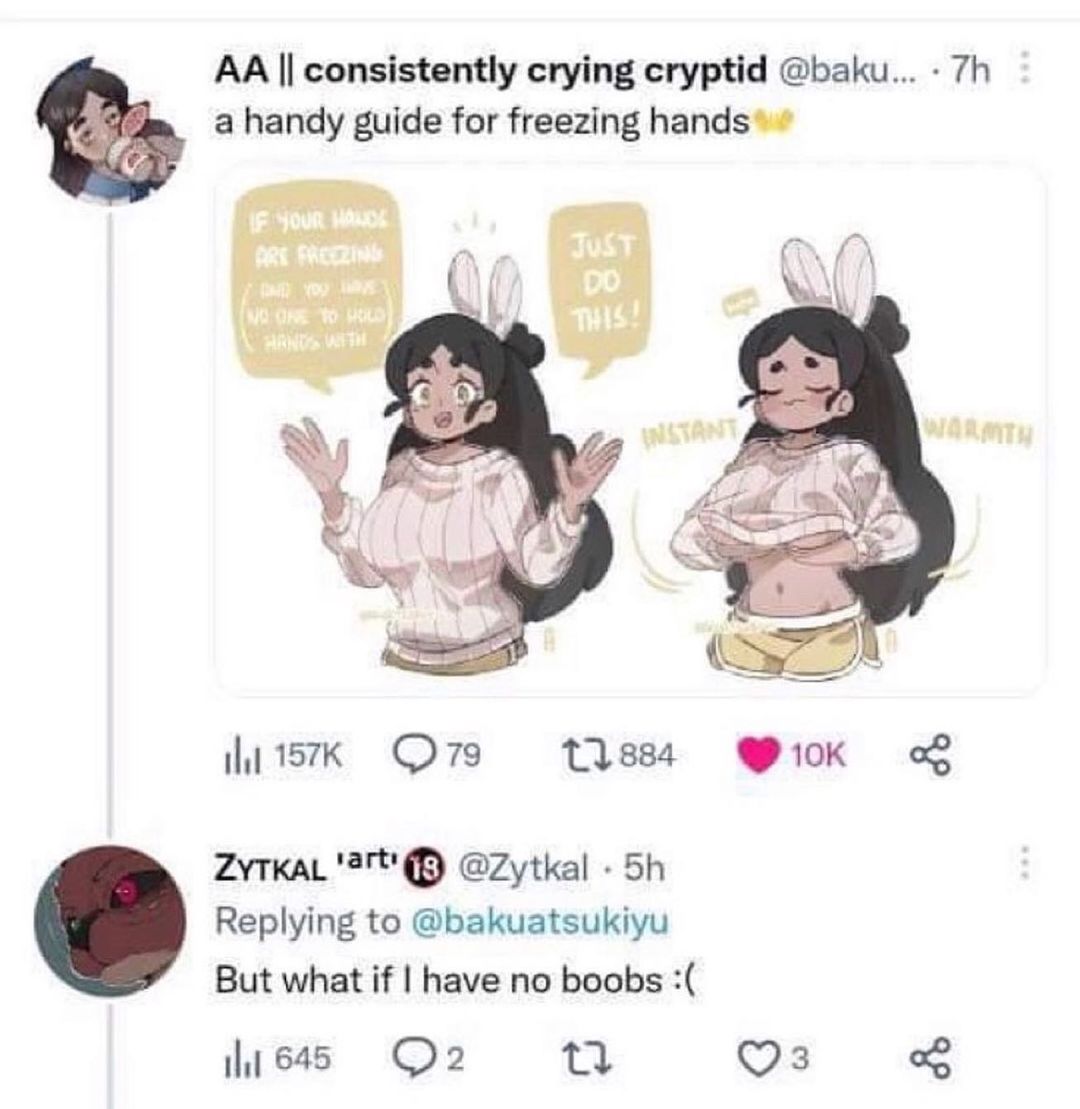 AA || consistently crying cryptid @baku... · 7h
a handy guide for freezing hands👐
IF YOUR HANDS
ARE FREEZING
(AND YOU HAVE
NO ONE TO HOLD
HANDS WITH)
JUST
DO
THIS!
INSTANT
WARMTH
157K 79 884 10K
ZYTKAL 'art'🔞 @Zytkal · 5h
Replying to @bakuatsukiyu
But what if I have no boobs :(
645 2 3